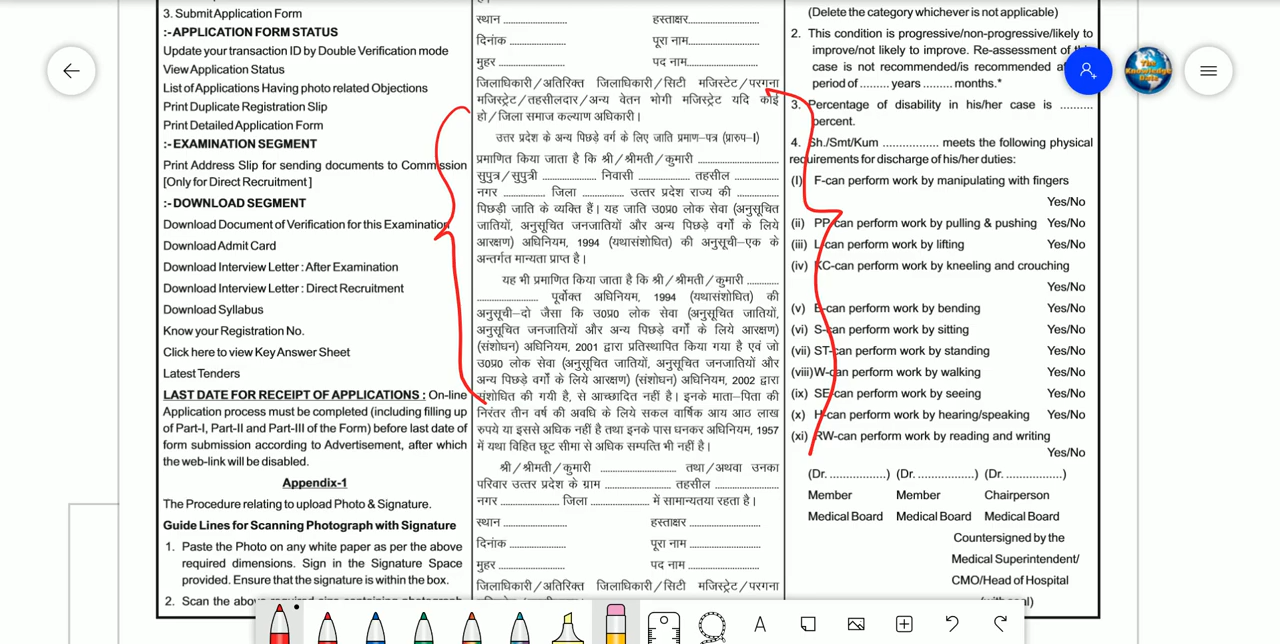 3. Submit Application Form
:-APPLICATION FORM STATUS
Update your transaction ID by Double Verification mode
View Application Status
List of Applications Having photo related Objections
Print Duplicate Registration Slip
Print Detailed Application Form
:-EXAMINATION SEGMENT
Print Address Slip for sending documents to Commission
[Only for Direct Recruitment]
:-DOWNLOAD SEGMENT
Download Document of Verification for this Examination
Download Admit Card
Download Interview Letter : After Examination
Download Interview Letter : Direct Recruitment
Download Syllabus
Know your Registration No.
Click here to view Key Answer Sheet
Latest Tenders
LAST DATE FOR RECEIPT OF APPLICATIONS : On-line
Application process must be completed (including filling up
of Part-I, Part-II and Part-III of the Form) before last date of
form submission according to Advertisement, after which
the web-link will be disabled.
Appendix-1
The Procedure relating to upload Photo & Signature.
Guide Lines for Scanning Photograph with Signature
1. Paste the Photo on any white paper as per the above
required dimensions. Sign in the Signature Space
provided. Ensure that the signature is within the box.
2. Scan the above required size containing photograph
स्थान .................... हस्ताक्षर....................
दिनांक .................... पूरा नाम....................
मुहर .................... पद नाम....................
जिलाधिकारी/अतिरिक्त जिलाधिकारी/सिटी मजिस्टेट/परगना
मजिस्ट्रेट/तहसीलदार/अन्य वेतन भोगी मजिस्ट्रेट यदि कोई
हो/जिला समाज कल्याण अधिकारी।
उत्तर प्रदेश के अन्य पिछड़े वर्ग के लिए जाति प्रमाण-पत्र (प्रारुप-I)
प्रमाणित किया जाता है कि श्री/श्रीमती/कुमारी ....................
सुपुत्र/सुपुत्री .................... निवासी .................... तहसील ....................
नगर .................... जिला .................... उत्तर प्रदेश राज्य की ....................
पिछड़ी जाति के व्यक्ति हैं। यह जाति उ0प्र0 लोक सेवा (अनुसूचित
जातियों, अनुसूचित जनजातियों और अन्य पिछड़े वर्गों के लिये
आरक्षण) अधिनियम, 1994 (यथासंशोधित) की अनुसूची-एक के
अन्तर्गत मान्यता प्राप्त है।
यह भी प्रमाणित किया जाता है कि श्री/श्रीमती/कुमारी ............
.................... पूर्वोक्त अधिनियम, 1994 (यथासंशोधित) की
अनुसूची-दो जैसा कि उ0प्र0 लोक सेवा (अनुसूचित जातियों,
अनुसूचित जनजातियों और अन्य पिछड़े वर्गों के लिये आरक्षण)
(संशोधन) अधिनियम, 2001 द्वारा प्रतिस्थापित किया गया है एवं जो
उ0प्र0 लोक सेवा (अनुसूचित जातियों, अनुसूचित जनजातियों और
अन्य पिछड़े वर्गों के लिये आरक्षण) (संशोधन) अधिनियम, 2002 द्वारा
संशोधित की गयी है, से आच्छादित नहीं है। इनके माता-पिता की
निरंतर तीन वर्ष की अवधि के लिये सकल वार्षिक आय आठ लाख
रुपये या इससे अधिक नहीं है तथा इनके पास धनकर अधिनियम, 1957
में यथा विहित छूट सीमा से अधिक सम्पत्ति भी नहीं है।
श्री/श्रीमती/कुमारी .................... तथा/अथवा उनका
परिवार उत्तर प्रदेश के ग्राम .................... तहसील ....................
नगर .................... जिला .................... में सामान्यतया रहता है।
स्थान .................... हस्ताक्षर ....................
दिनांक .................... पूरा नाम ....................
मुहर .................... पद नाम....................
जिलाधिकारी/अतिरिक्त जिलाधिकारी/सिटी मजिस्ट्रेट/परगना
(Delete the category whichever is not applicable)
2. This condition is progressive/non-progressive/likely to
improve/not likely to improve. Re-assessment of this
case is not recommended/is recommended
period of ......... years ......... months.*
3. Percentage of disability in his/her case is ..........
percent.
4. Sh./Smt/Kum ................ meets the following physical
requirements for discharge of his/her duties:
(I) F-can perform work by manipulating with fingers
Yes/No
(ii) PP-can perform work by pulling & pushing Yes/No
(iii) L-can perform work by lifting Yes/No
(iv) KC-can perform work by kneeling and crouching
Yes/No
(v) B-can perform work by bending Yes/No
(vi) S-can perform work by sitting Yes/No
(vii) ST-can perform work by standing Yes/No
(viii) W-can perform work by walking Yes/No
(ix) SE-can perform work by seeing Yes/No
(x) H-can perform work by hearing/speaking Yes/No
(xi) RW-can perform work by reading and writing
Yes/No
(Dr. ................) (Dr. ................) (Dr. ................)
Member Member Chairperson
Medical Board Medical Board Medical Board
Countersigned by the
Medical Superintendent/
CMO/Head of Hospital
The
Knowledge
A